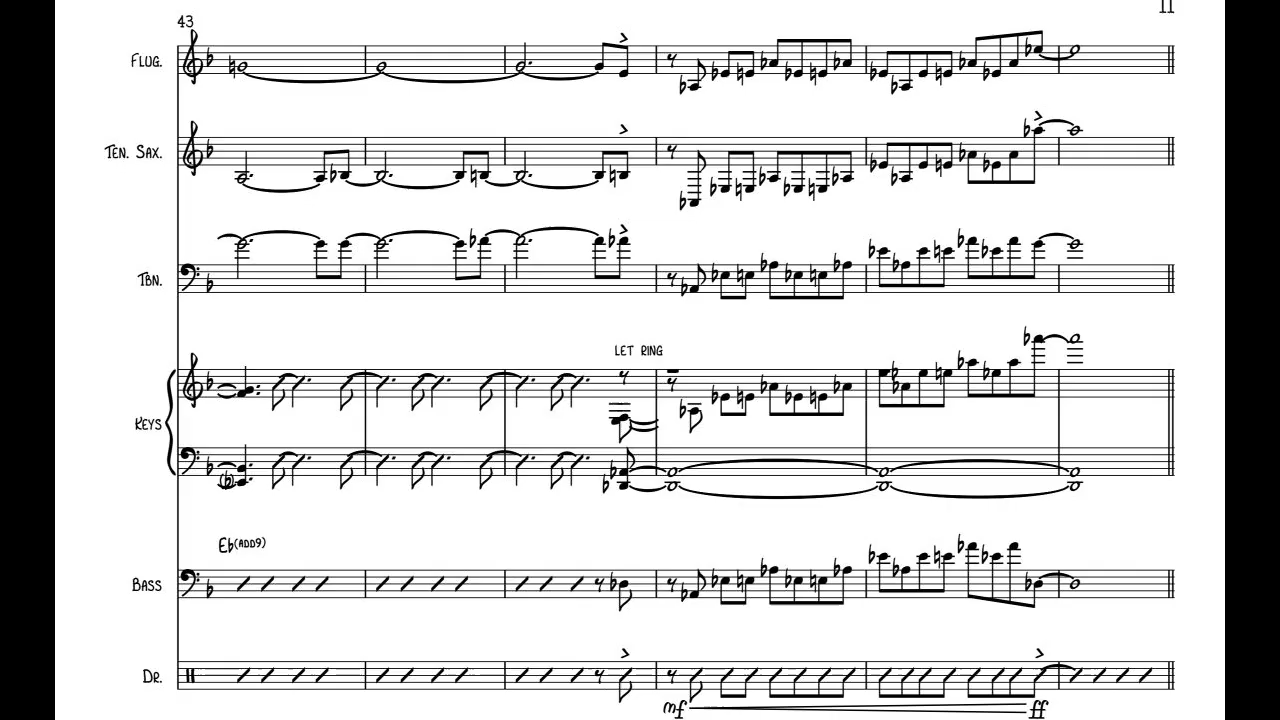 11
43
FLUG.
TEN. SAX.
TBN.
LET RING
KEYS
Eb(ADD9)
BASS
DR.
mf ff